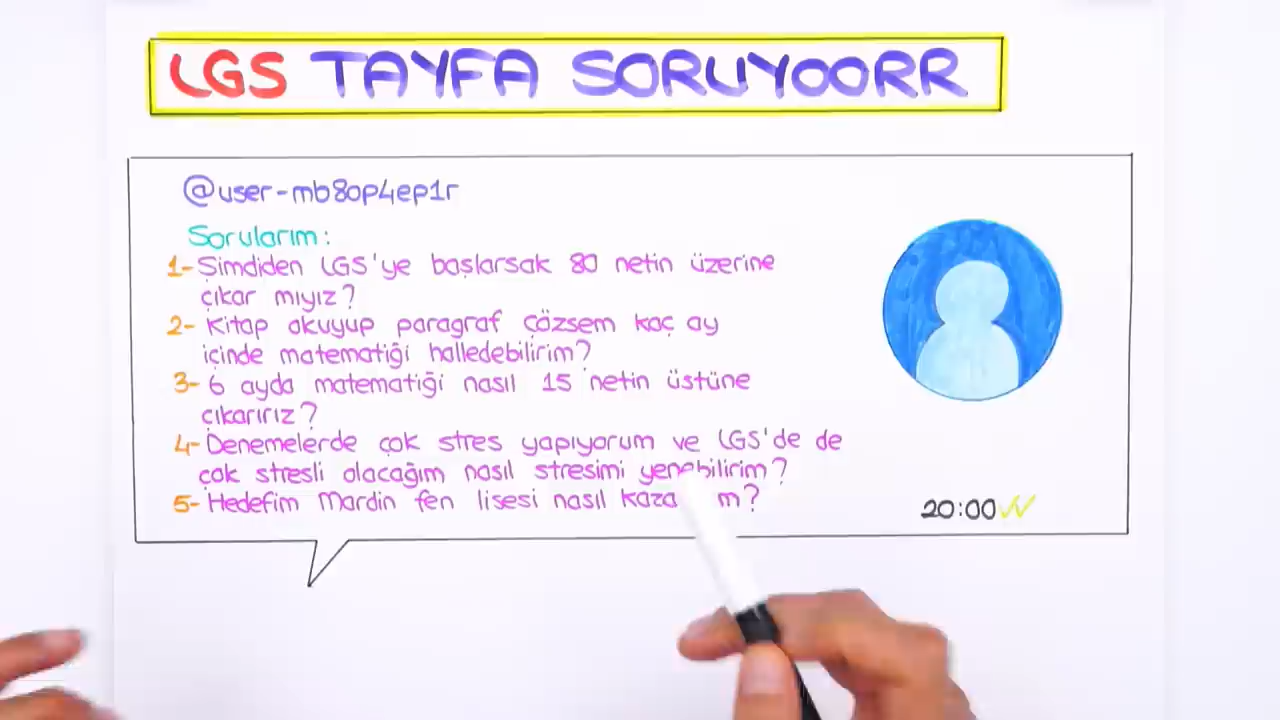 LGS TAYFA SORUYOORR
@user-mb8op4ep1r
Sorularım:
1- Şimdiden LGS'ye başlarsak 80 netin üzerine
çıkar mıyız?
2- Kitap okuyup paragraf çözsem kaç ay
içinde matematiği halledebilirim?
3- 6 ayda matematiği nasıl 15 netin üstüne
çıkarırız?
4- Denemelerde çok stres yapıyorum ve LGS'de de
çok stresli olacağım nasıl stresimi yenebilirim?
5- Hedefim Mardin fen lisesi nasıl
20:00